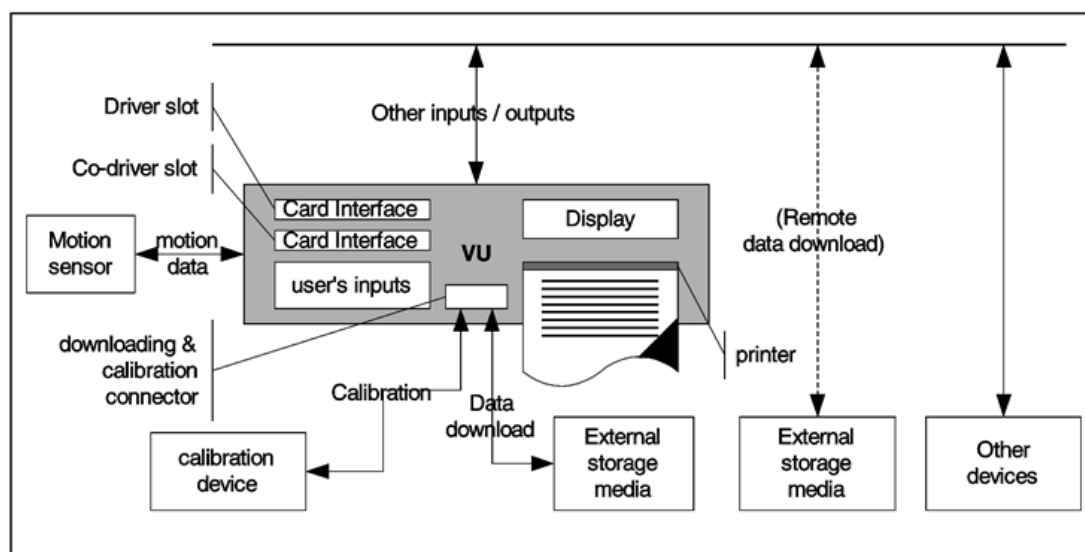 Driver slot
Other inputs / outputs
Co-driver slot
Card Interface
Display
(Remote
data download)
Motion
sensor
motion
data
Card Interface
VU
user's inputs
downloading &
calibration
connector
printer
Calibration
Data
download
calibration
device
External
storage
media
External
storage
media
Other
devices